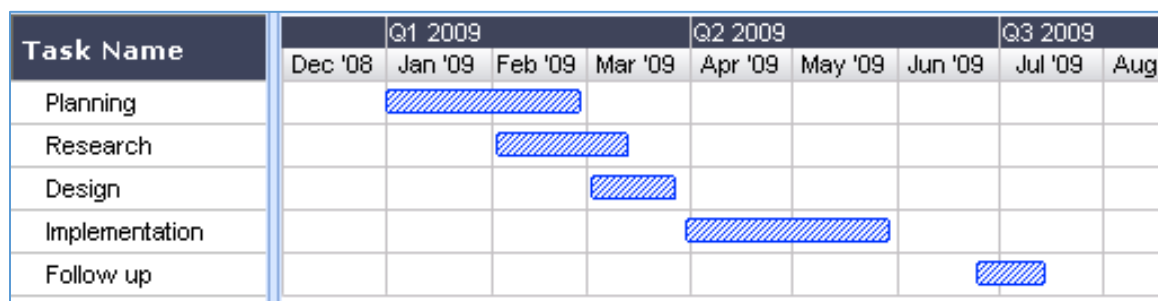 Task Name
Q1 2009 Q2 2009 Q3 2009
Dec '08 Jan '09 Feb '09 Mar '09 Apr '09 May '09 Jun '09 Jul '09 Aug
Planning
Research
Design
Implementation
Follow up